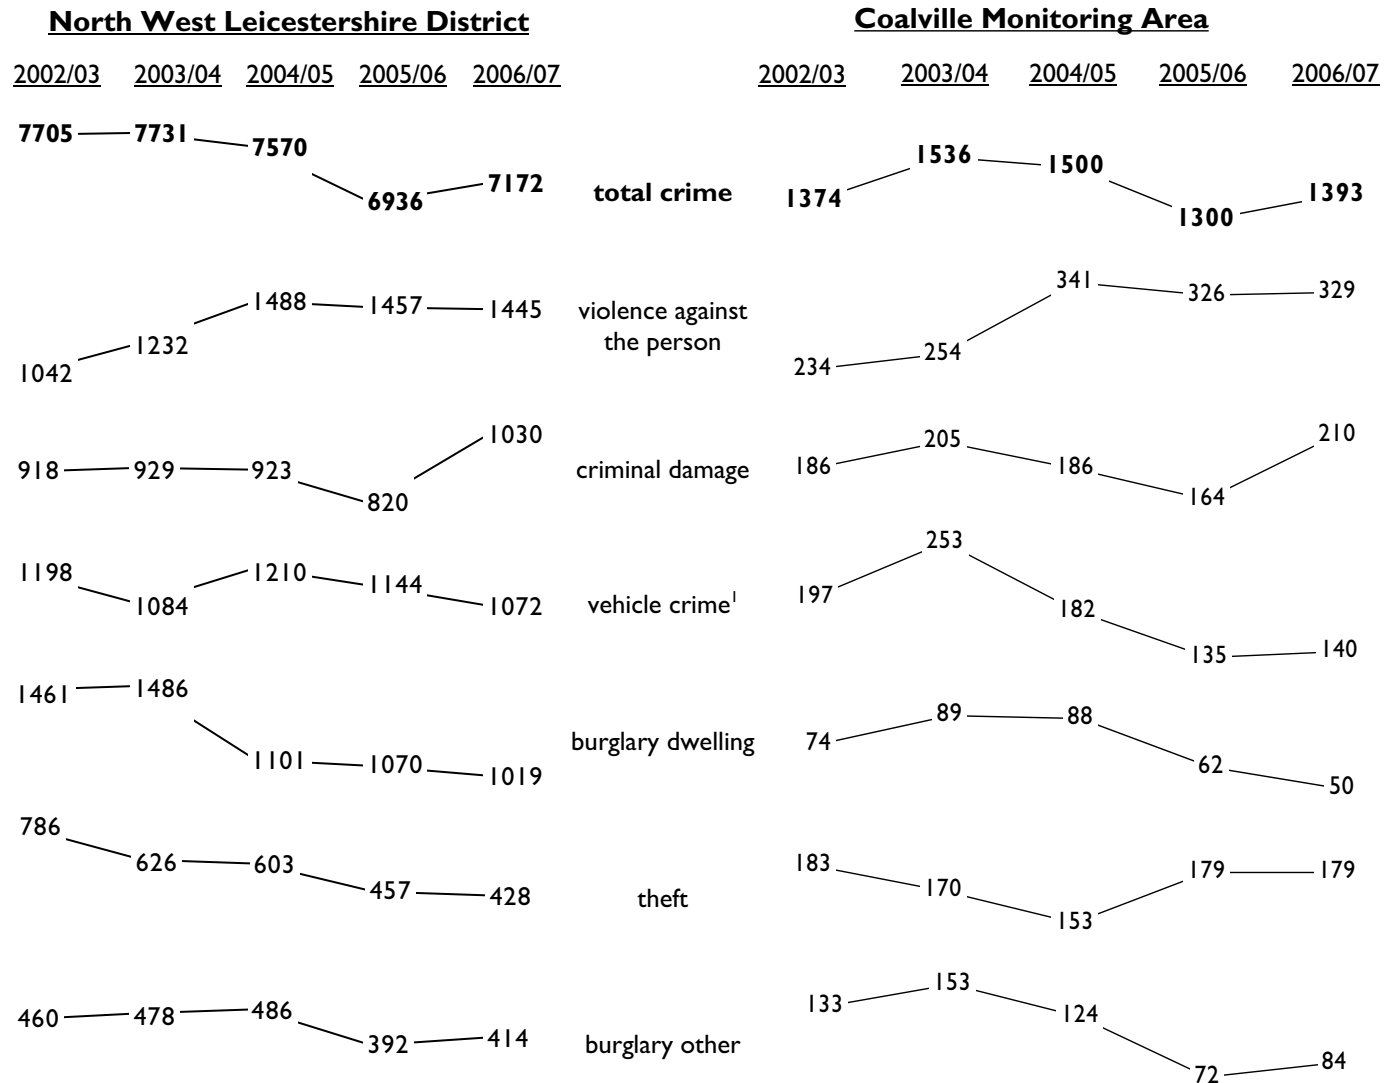 North West Leicestershire District
Coalville Monitoring Area
2002/03 2003/04 2004/05 2005/06 2006/07
2002/03 2003/04 2004/05 2005/06 2006/07
7705 7731 7570 6936 7172
total crime
1374 1536 1500 1300 1393
1042 1232 1488 1457 1445
violence against
the person
234 254 341 326 329
918 929 923 820 1030
criminal damage
186 205 186 164 210
1198 1084 1210 1144 1072
vehicle crime¹
197 253 182 135 140
1461 1486 1101 1070 1019
burglary dwelling
74 89 88 62 50
786 626 603 457 428
theft
183 170 153 179 179
460 478 486 392 414
burglary other
133 153 124 72 84